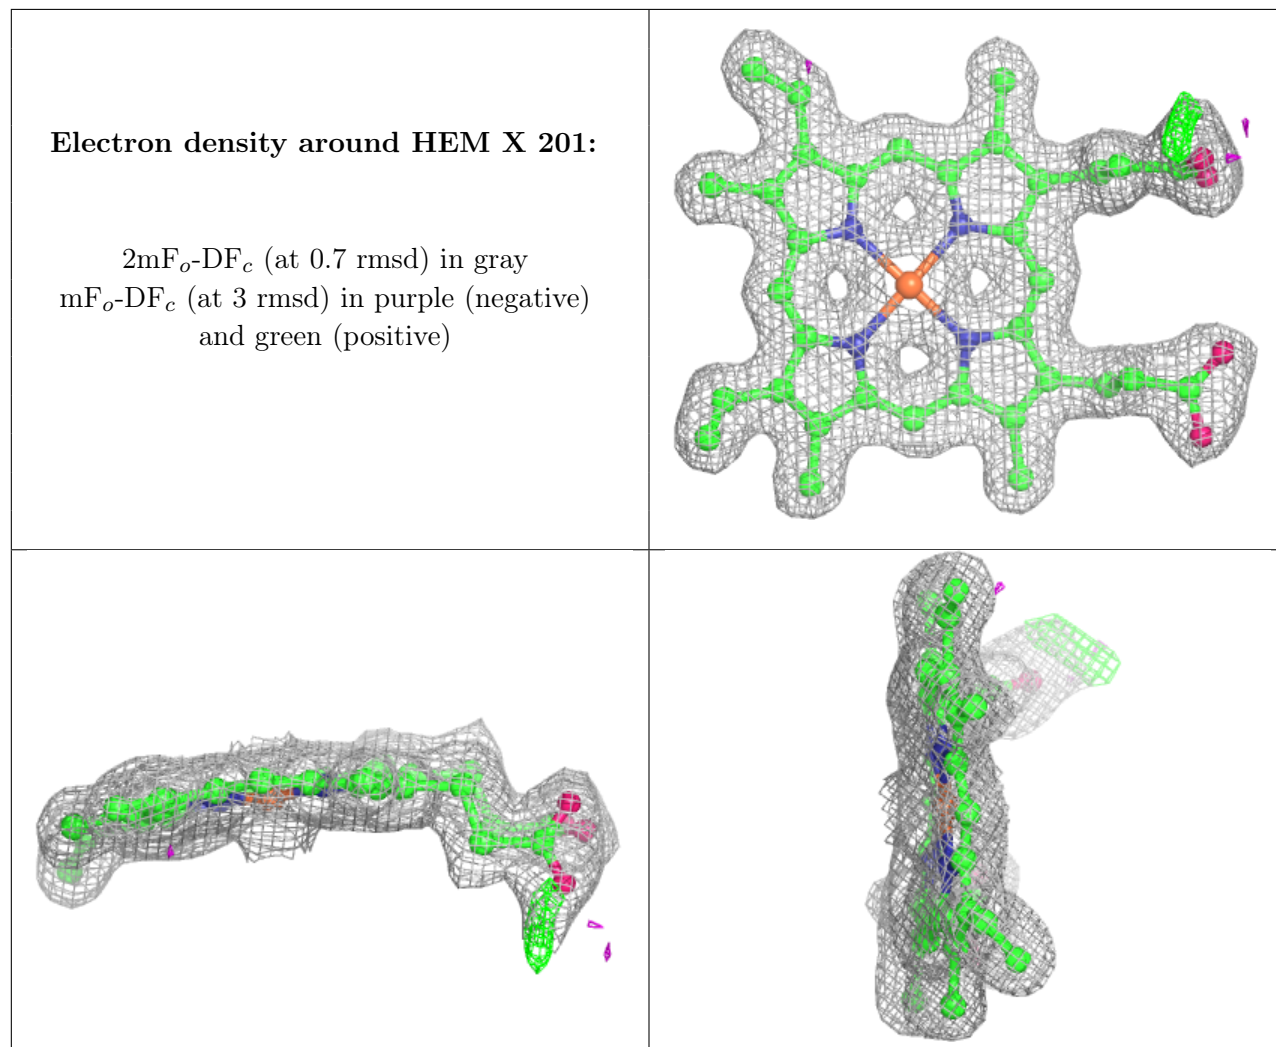 Electron density around HEM X 201:
2mFo-DFc (at 0.7 rmsd) in gray
mFo-DFc (at 3 rmsd) in purple (negative)
and green (positive)